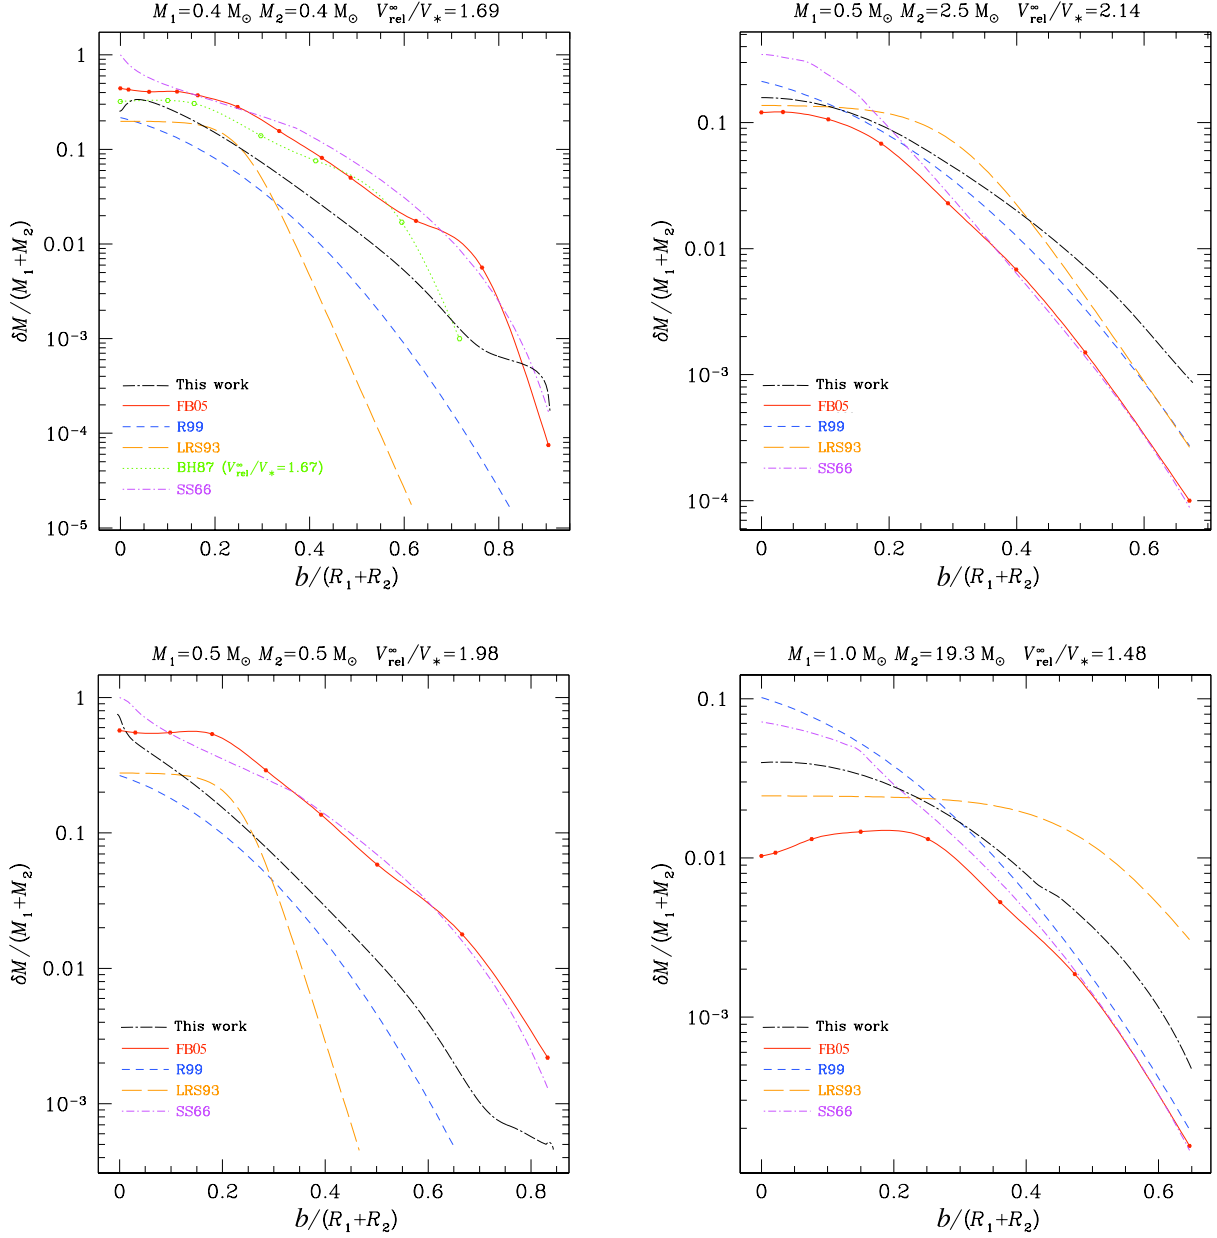 M₁=0.4 M☉ M₂=0.4 M☉ V∞rel/V*=1.69
1
0.1
0.01
10⁻³
10⁻⁴
10⁻⁵
δM/(M₁+M₂)
This work
FB05
R99
LRS93
BH87 (V∞rel/V*=1.67)
SS66
0 0.2 0.4 0.6 0.8
b/(R₁+R₂)
M₁=0.5 M☉ M₂=2.5 M☉ V∞rel/V*=2.14
0.1
0.01
10⁻³
10⁻⁴
δM/(M₁+M₂)
This work
FB05
R99
LRS93
SS66
0 0.2 0.4 0.6
b/(R₁+R₂)
M₁=0.5 M☉ M₂=0.5 M☉ V∞rel/V*=1.98
1
0.1
0.01
10⁻³
δM/(M₁+M₂)
This work
FB05
R99
LRS93
SS66
0 0.2 0.4 0.6 0.8
b/(R₁+R₂)
M₁=1.0 M☉ M₂=19.3 M☉ V∞rel/V*=1.48
0.1
0.01
10⁻³
δM/(M₁+M₂)
This work
FB05
R99
LRS93
SS66
0 0.2 0.4 0.6
b/(R₁+R₂)